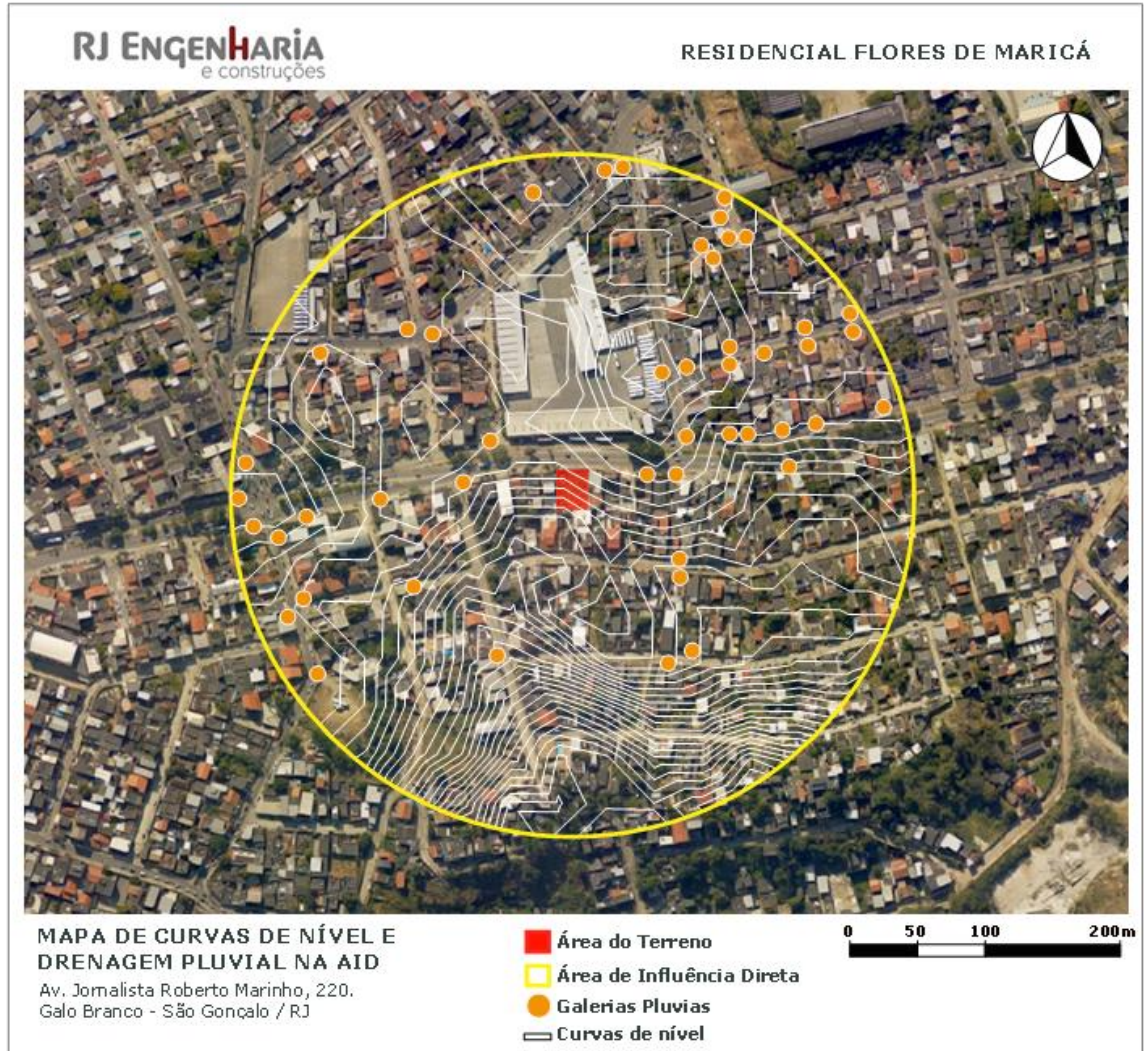 RJ ENGENHARIA
e construções
RESIDENCIAL FLORES DE MARICÁ
MAPA DE CURVAS DE NÍVEL E
DRENAGEM PLUVIAL NA AID
Av. Jornalista Roberto Marinho, 220.
Galo Branco - São Gonçalo / RJ
Área do Terreno
Área de Influência Direta
Galerias Pluvias
Curvas de nível
0 50 100 200m